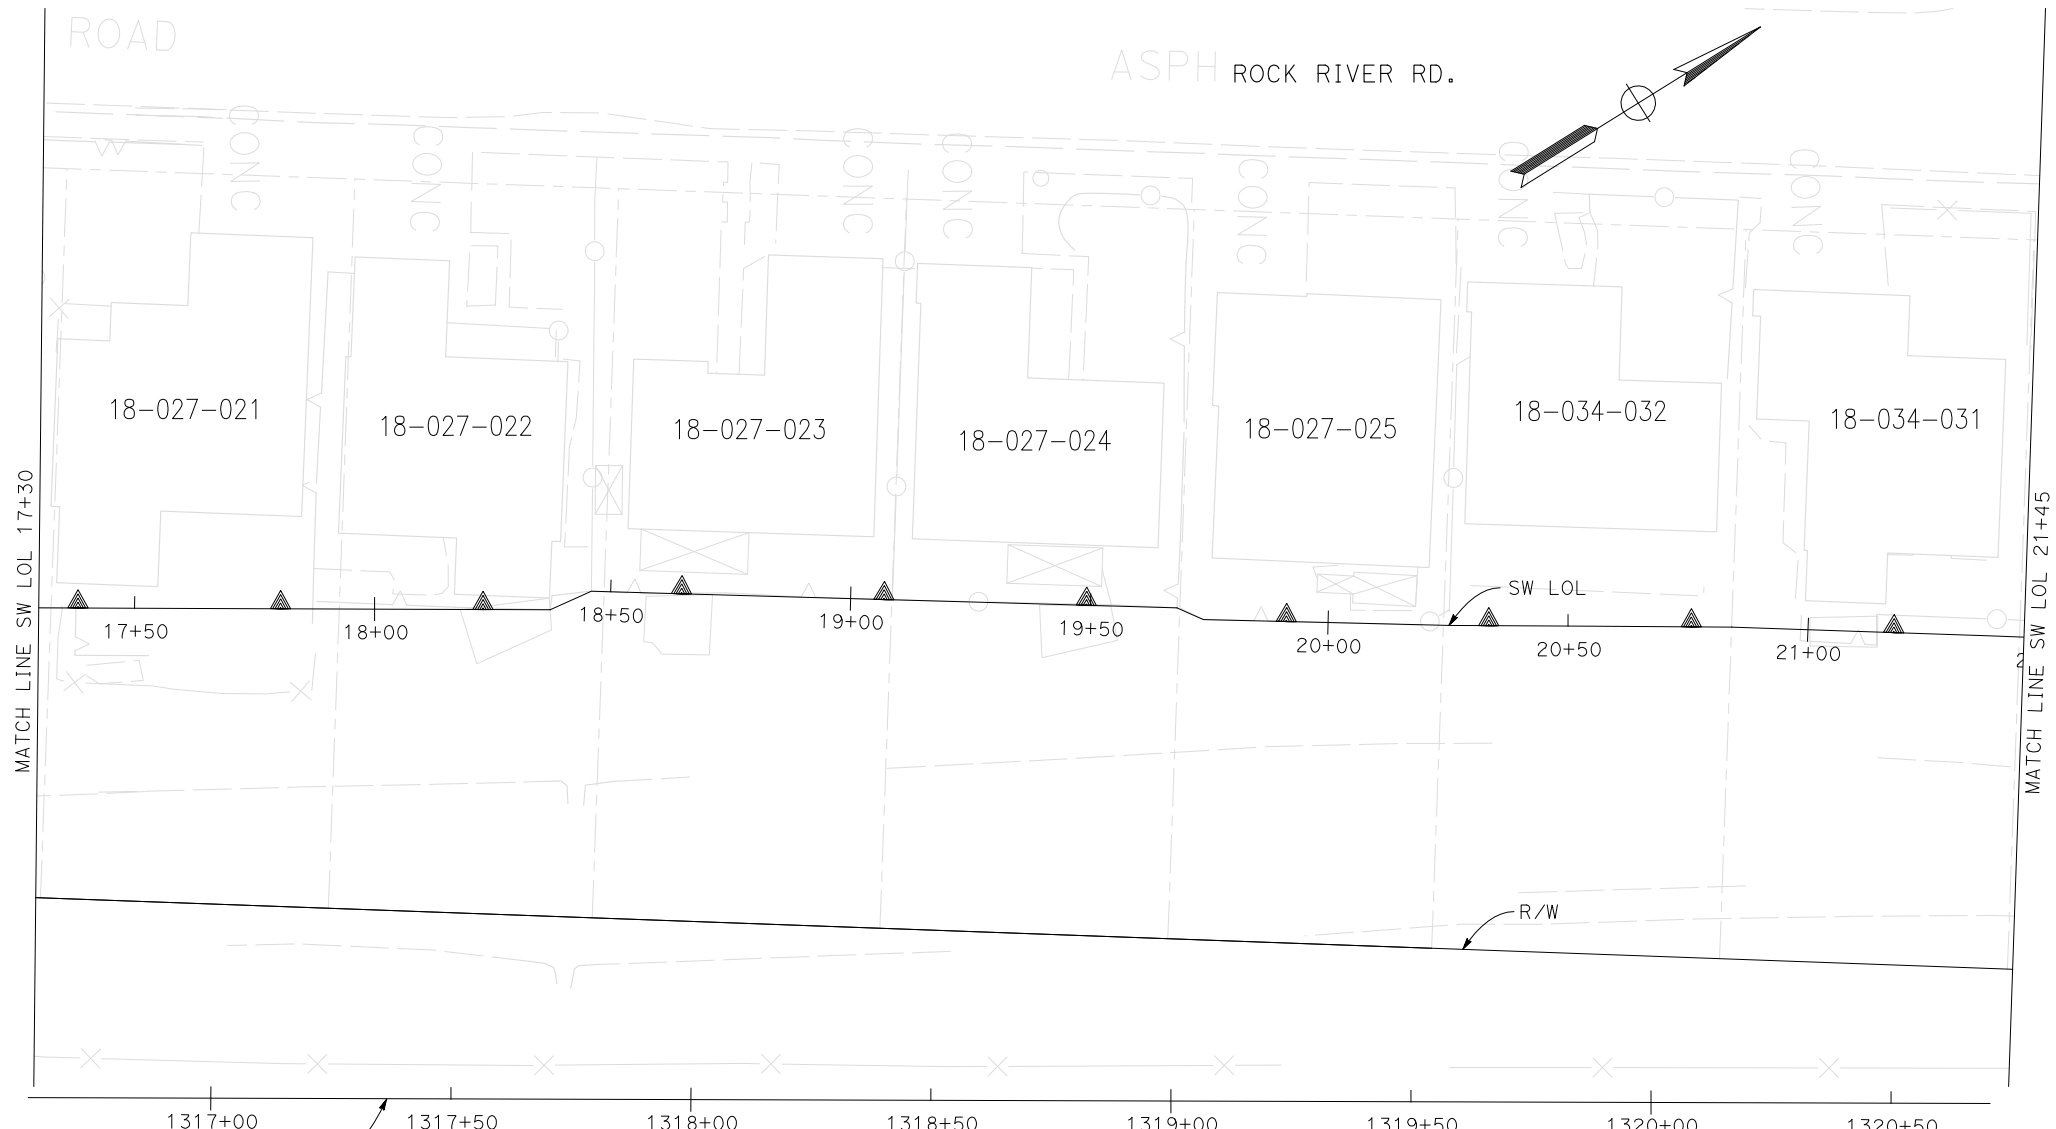 ROAD
ASPH ROCK RIVER RD.
CONC
CONC
CONC
CONC
CONC
CONC
CONC
18-027-021
18-027-022
18-027-023
18-027-024
18-027-025
18-034-032
18-034-031
MATCH LINE SW LOL 17+30
MATCH LINE SW LOL 21+45
SW LOL
17+50
18+00
18+50
19+00
19+50
20+00
20+50
21+00
2
R/W
1317+00
1317+50
1318+00
1318+50
1319+00
1319+50
1320+00
1320+50